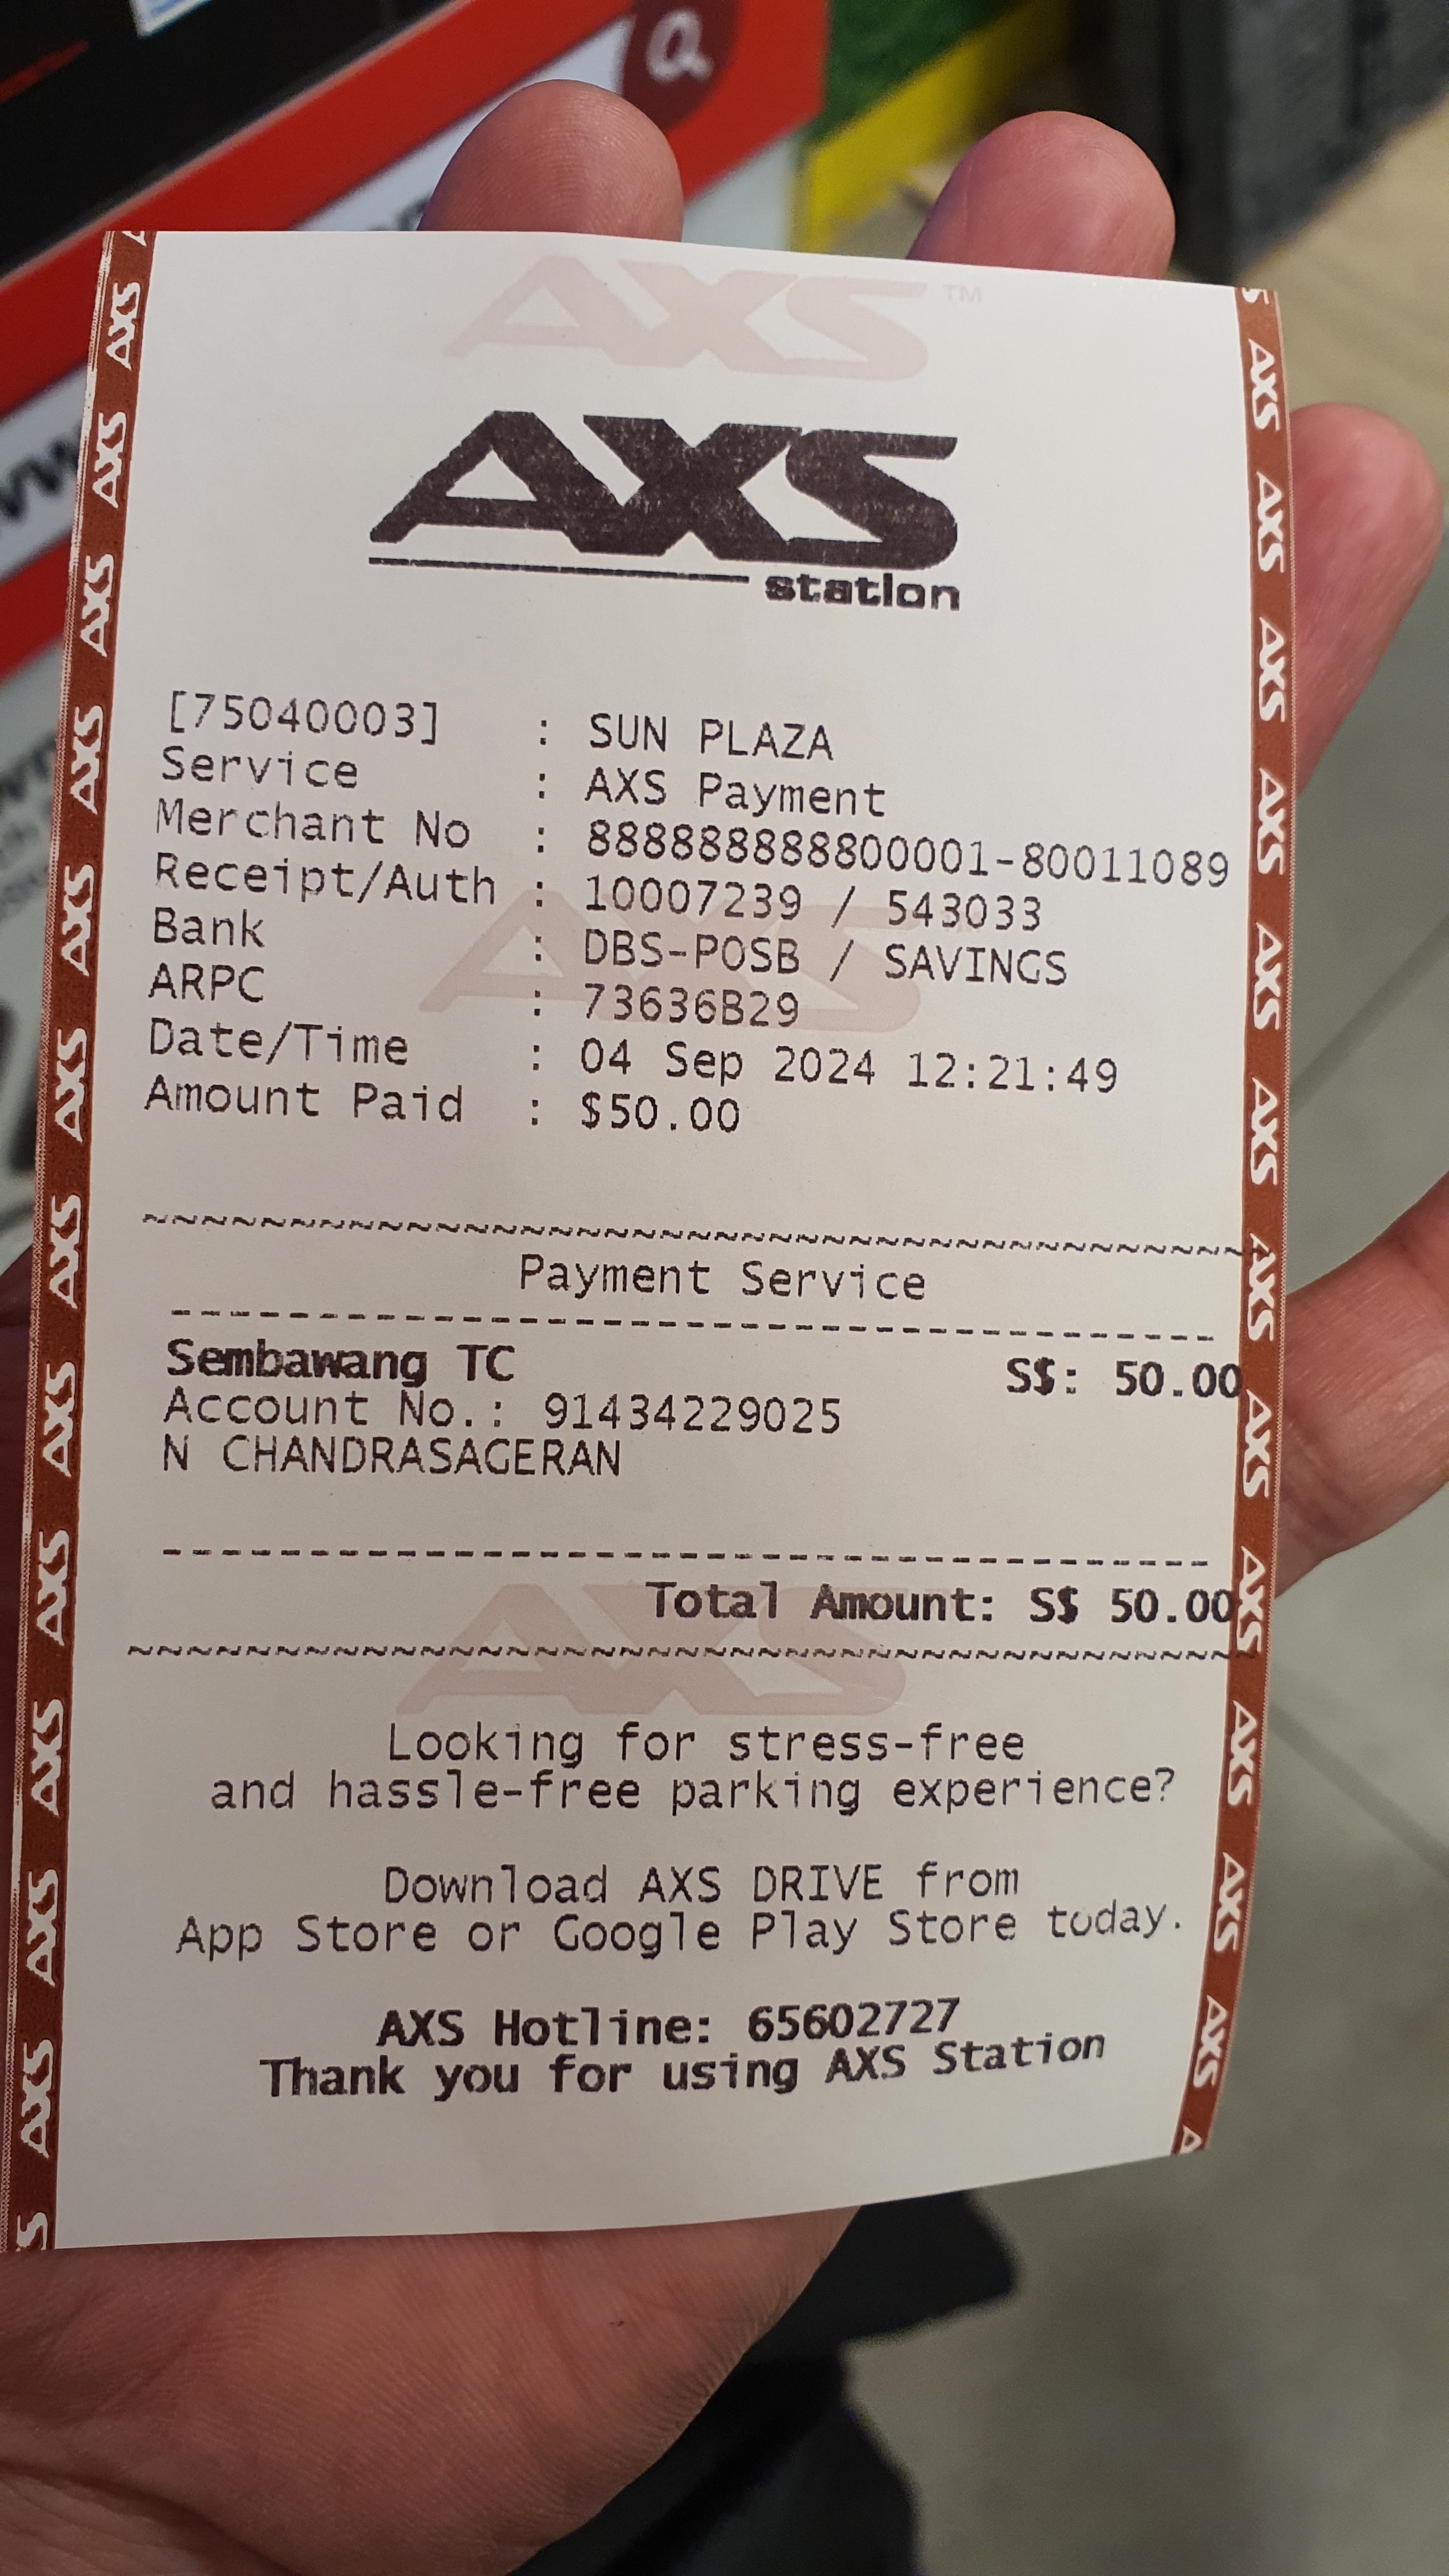 AXS TM
AXS
station
[75040003] : SUN PLAZA
Service : AXS Payment
Merchant No : 888888888800001-80011089
Receipt/Auth : 10007239 / 543033
Bank : DBS-POSB / SAVINGS
ARPC : 73636B29
Date/Time : 04 Sep 2024 12:21:49
Amount Paid : $50.00
~~~~~~~~~~~~~~~~~~~~~~~~~~~~~~~~~~~~~~
Payment Service
-----------------------------------
Sembawang TC S$: 50.00
Account No.: 91434229025
N CHANDRASAGERAN
-----------------------------------
Total Amount: S$ 50.00
~~~~~~~~~~~~~~~~~~~~~~~~~~~~~~~~~~~~~~
Looking for stress-free
and hassle-free parking experience?
Download AXS DRIVE from
App Store or Google Play Store today.
AXS Hotline: 65602727
Thank you for using AXS Station